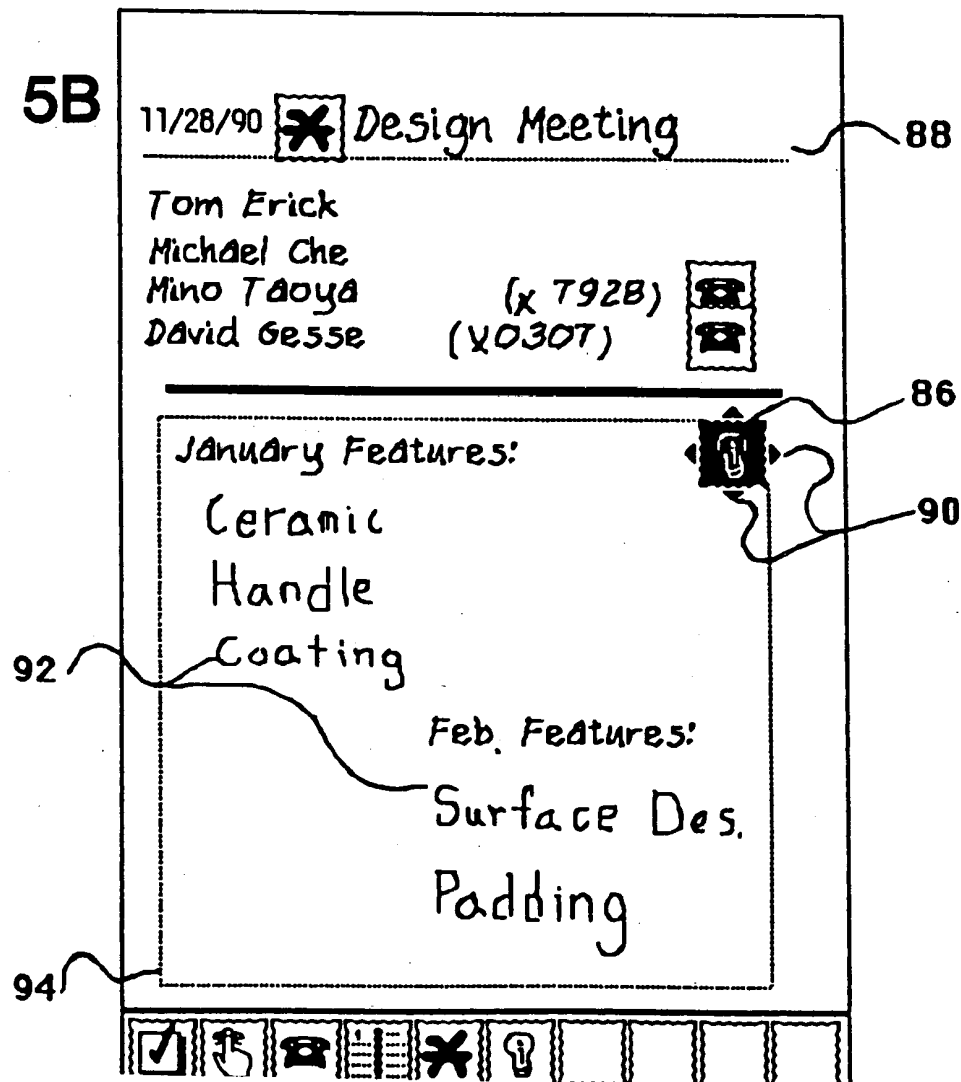 5B
11/28/90 Design Meeting
88
Tom Erick
Michael Che
Mino Taoya (x 7928)
David Gesse (x0307)
86
January Features:
90
Ceramic
Handle
Coating
92
Feb. Features:
Surface Des.
Padding
94